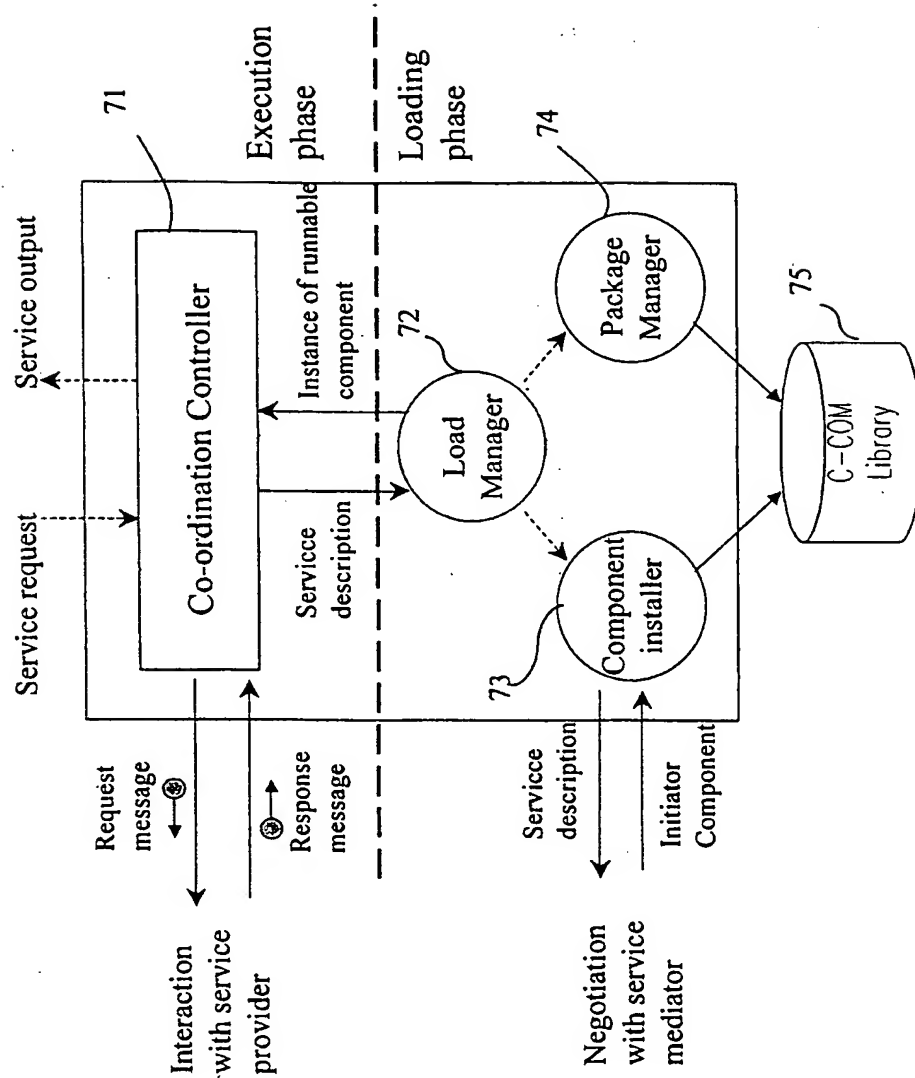 Negotiation
with service
mediator
Interaction
with service
provider
Servicce
description
Initiator
Component
Request
message
Response
message
Service request
Service output
Co-ordination Controller
71
Execution
phase
Loading
phase
Servicce
description
Instance of runnable
component
Load
Manager
72
Component
installer
73
Package
Manager
74
C-COM
Library
75